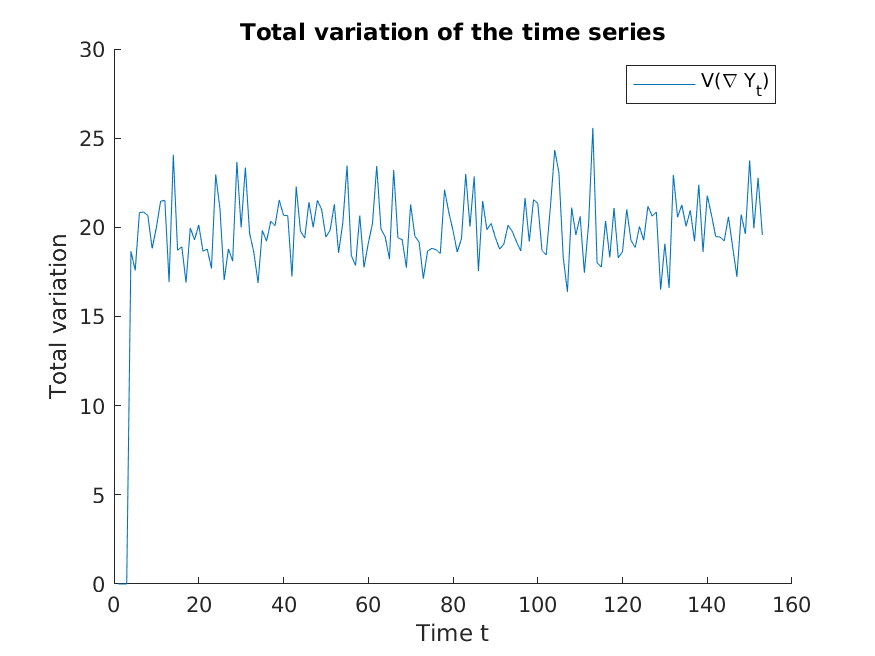 Total variation of the time series
V(∇ Y_t)
30
25
20
15
10
5
0
Total variation
0 20 40 60 80 100 120 140 160
Time t